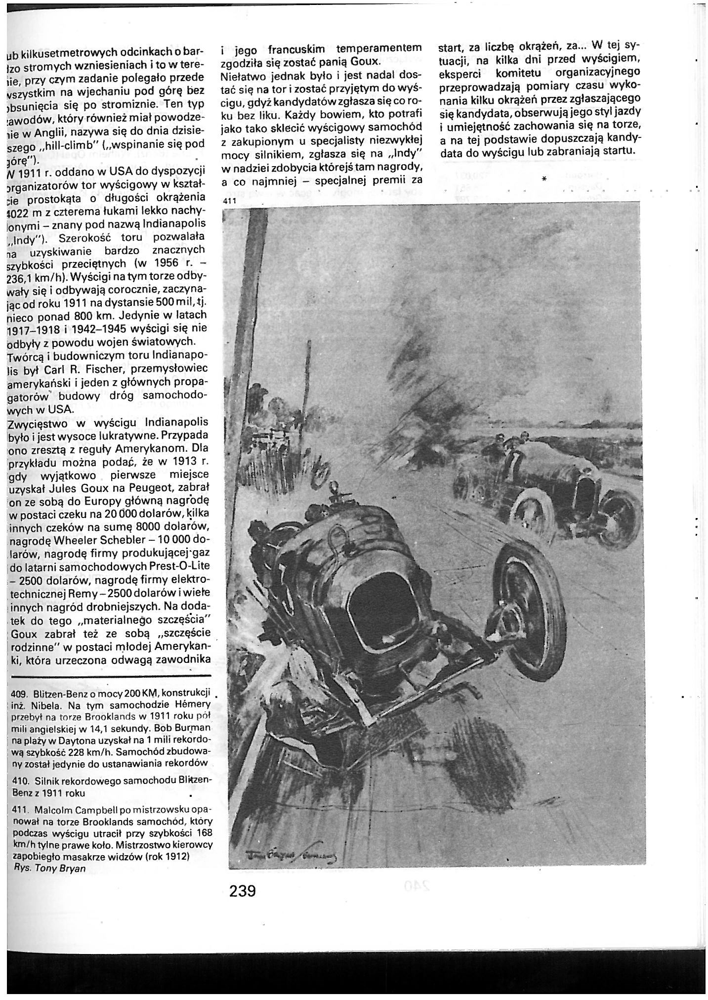 ub kilkusetmetrowych odcinkach o bar-
dzo stromych wzniesieniach i to w tere-
nie, przy czym zadanie polegało przede
wszystkim na wjechaniu pod górę bez
obsunięcia się po stromiznie. Ten typ
zawodów, który również miał powodze-
nie w Anglii, nazywa się do dnia dzisie-
szego „hill-climb" („wspinanie się pod
górę").
W 1911 r. oddano w USA do dyspozycji
organizatorów tor wyścigowy w kształ-
cie prostokąta o długości okrążenia
4022 m z czterema łukami lekko nachy-
lonymi – znany pod nazwą Indianapolis
(„Indy"). Szerokość toru pozwalała
na uzyskiwanie bardzo znacznych
szybkości przeciętnych (w 1956 r. –
236,1 km/h). Wyścigi na tym torze odby-
wały się i odbywają corocznie, zaczyna-
jąc od roku 1911 na dystansie 500 mil, tj.
nieco ponad 800 km. Jedynie w latach
1917–1918 i 1942–1945 wyścigi się nie
odbyły z powodu wojen światowych.
Twórcą i budowniczym toru Indianapo-
lis był Carl R. Fischer, przemysłowiec
amerykański i jeden z głównych propa-
gatorów budowy dróg samochodo-
wych w USA.
Zwycięstwo w wyścigu Indianapolis
było i jest wysoce lukratywne. Przypada
ono zresztą z reguły Amerykanom. Dla
przykładu można podać, że w 1913 r.
gdy wyjątkowo pierwsze miejsce
uzyskał Jules Goux na Peugeot, zabrał
on ze sobą do Europy główną nagrodę
w postaci czeku na 20 000 dolarów, kilka
innych czeków na sumę 8000 dolarów,
nagrodę Wheeler Schebler – 10 000 do-
larów, nagrodę firmy produkującej gaz
do latarni samochodowych Prest-O-Lite
– 2500 dolarów, nagrodę firmy elektro-
technicznej Remy – 2500 dolarów i wiele
innych nagród drobniejszych. Na doda-
tek do tego „materialnego szczęścia"
Goux zabrał też ze sobą „szczęście
rodzinne" w postaci młodej Amerykan-
ki, która urzeczona odwagą zawodnika
409. Blitzen-Benz o mocy 200 KM, konstrukcji
inż. Nibela. Na tym samochodzie Hémery
przebył na torze Brooklands w 1911 roku pół
mili angielskiej w 14,1 sekundy. Bob Burman
na plaży w Daytona uzyskał na 1 mili rekordo-
wą szybkość 228 km/h. Samochód zbudowa-
ny został jedynie do ustanawiania rekordów
410. Silnik rekordowego samochodu Blitzen-
Benz z 1911 roku
411. Malcolm Campbell po mistrzowsku opa-
nował na torze Brooklands samochód, który
podczas wyścigu utracił przy szybkości 168
km/h tylne prawe koło. Mistrzostwo kierowcy
zapobiegło masakrze widzów (rok 1912)
Rys. Tony Bryan
i jego francuskim temperamentem
zgodziła się zostać panią Goux.
Niełatwo jednak było i jest nadal dos-
tać się na tor i zostać przyjętym do wyś-
cigu, gdyż kandydatów zgłasza się co ro-
ku bez liku. Każdy bowiem, kto potrafi
jako tako sklecić wyścigowy samochód
z zakupionym u specjalisty niezwykłej
mocy silnikiem, zgłasza się na „Indy"
w nadziei zdobycia którejś tam nagrody,
a co najmniej – specjalnej premii za
start, za liczbę okrążeń, za... W tej sy-
tuacji, na kilka dni przed wyścigiem,
eksperci komitetu organizacyjnego
przeprowadzają pomiary czasu wyko-
nania kilku okrążeń przez zgłaszającego
się kandydata, obserwują jego styl jazdy
i umiejętność zachowania się na torze,
a na tej podstawie dopuszczają kandy-
data do wyścigu lub zabraniają startu.
*
411
239